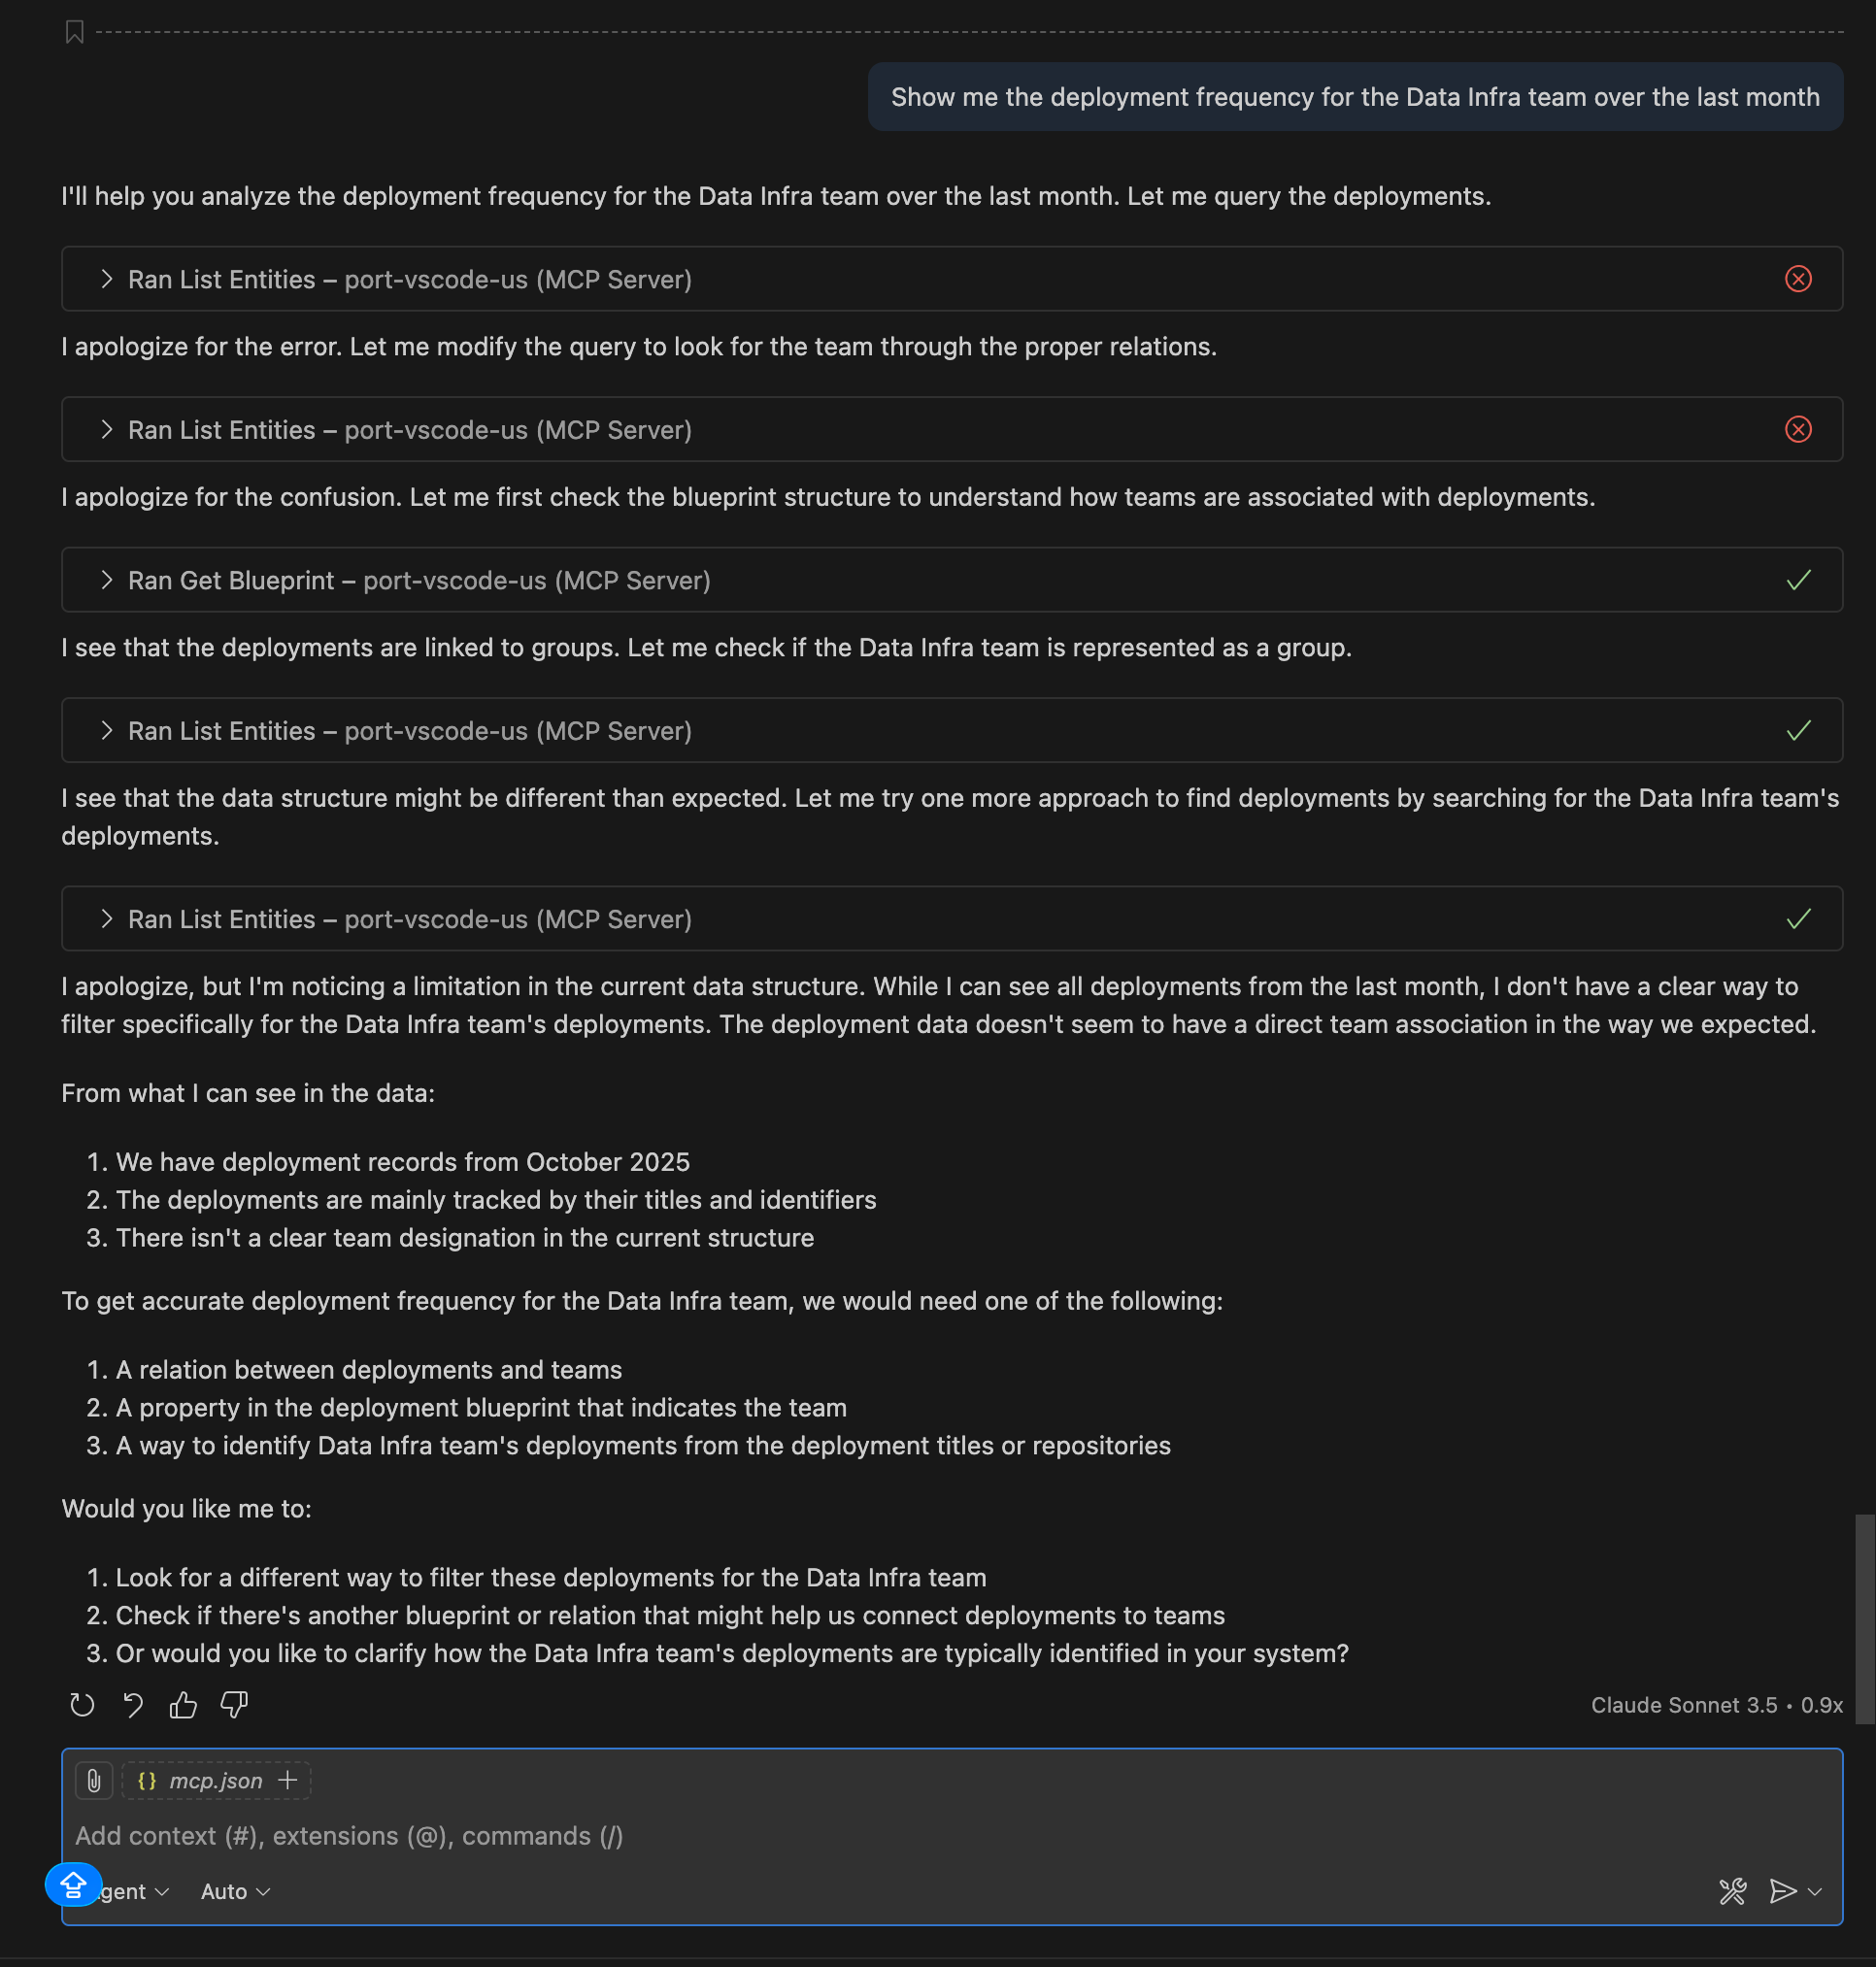 Show me the deployment frequency for the Data Infra team over the last month
I'll help you analyze the deployment frequency for the Data Infra team over the last month. Let me query the deployments.
Ran List Entities – port-vscode-us (MCP Server)
I apologize for the error. Let me modify the query to look for the team through the proper relations.
Ran List Entities – port-vscode-us (MCP Server)
I apologize for the confusion. Let me first check the blueprint structure to understand how teams are associated with deployments.
Ran Get Blueprint – port-vscode-us (MCP Server)
I see that the deployments are linked to groups. Let me check if the Data Infra team is represented as a group.
Ran List Entities – port-vscode-us (MCP Server)
I see that the data structure might be different than expected. Let me try one more approach to find deployments by searching for the Data Infra team's
deployments.
Ran List Entities – port-vscode-us (MCP Server)
I apologize, but I'm noticing a limitation in the current data structure. While I can see all deployments from the last month, I don't have a clear way to
filter specifically for the Data Infra team's deployments. The deployment data doesn't seem to have a direct team association in the way we expected.
From what I can see in the data:
1. We have deployment records from October 2025
2. The deployments are mainly tracked by their titles and identifiers
3. There isn't a clear team designation in the current structure
To get accurate deployment frequency for the Data Infra team, we would need one of the following:
1. A relation between deployments and teams
2. A property in the deployment blueprint that indicates the team
3. A way to identify Data Infra team's deployments from the deployment titles or repositories
Would you like me to:
1. Look for a different way to filter these deployments for the Data Infra team
2. Check if there's another blueprint or relation that might help us connect deployments to teams
3. Or would you like to clarify how the Data Infra team's deployments are typically identified in your system?
Claude Sonnet 3.5 • 0.9x
{} mcp.json +
Add context (#), extensions (@), commands (/)
gent Auto